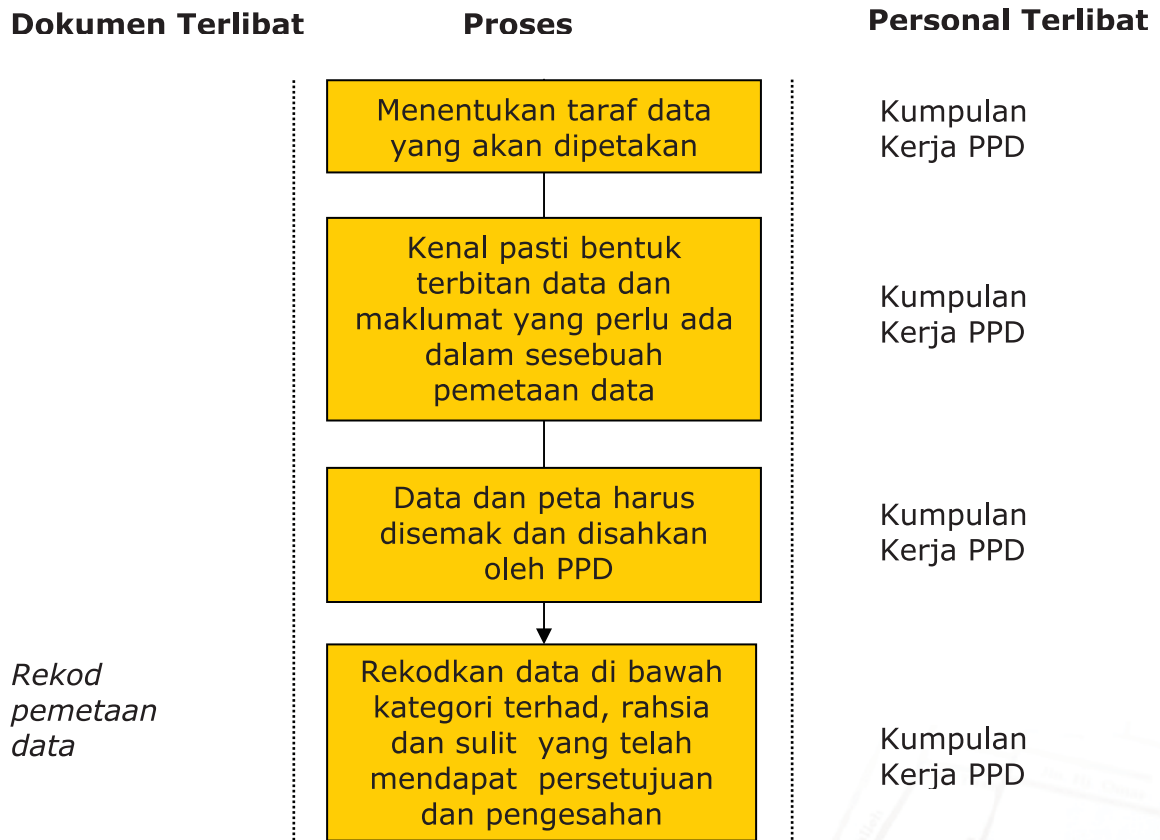 Dokumen Terlibat Proses Personal Terlibat
Menentukan taraf data
yang akan dipetakan
Kumpulan
Kerja PPD
Kenal pasti bentuk
terbitan data dan
maklumat yang perlu ada
dalam sesebuah
pemetaan data
Kumpulan
Kerja PPD
Data dan peta harus
disemak dan disahkan
oleh PPD
Kumpulan
Kerja PPD
Rekod
pemetaan
data
Rekodkan data di bawah
kategori terhad, rahsia
dan sulit yang telah
mendapat persetujuan
dan pengesahan
Kumpulan
Kerja PPD